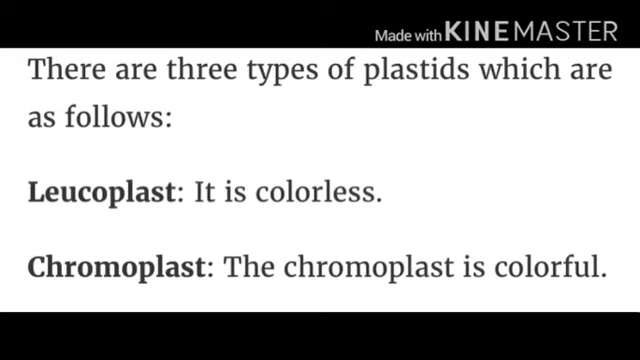 Made with KINEMASTER
There are three types of plastids which are
as follows:
Leucoplast: It is colorless.
Chromoplast: The chromoplast is colorful.